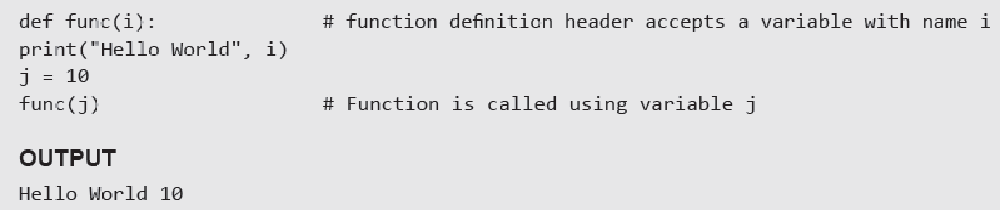 def func(i): # function definition header accepts a variable with name i
print("Hello World", i)
j = 10
func(j) # Function is called using variable j
OUTPUT
Hello World 10